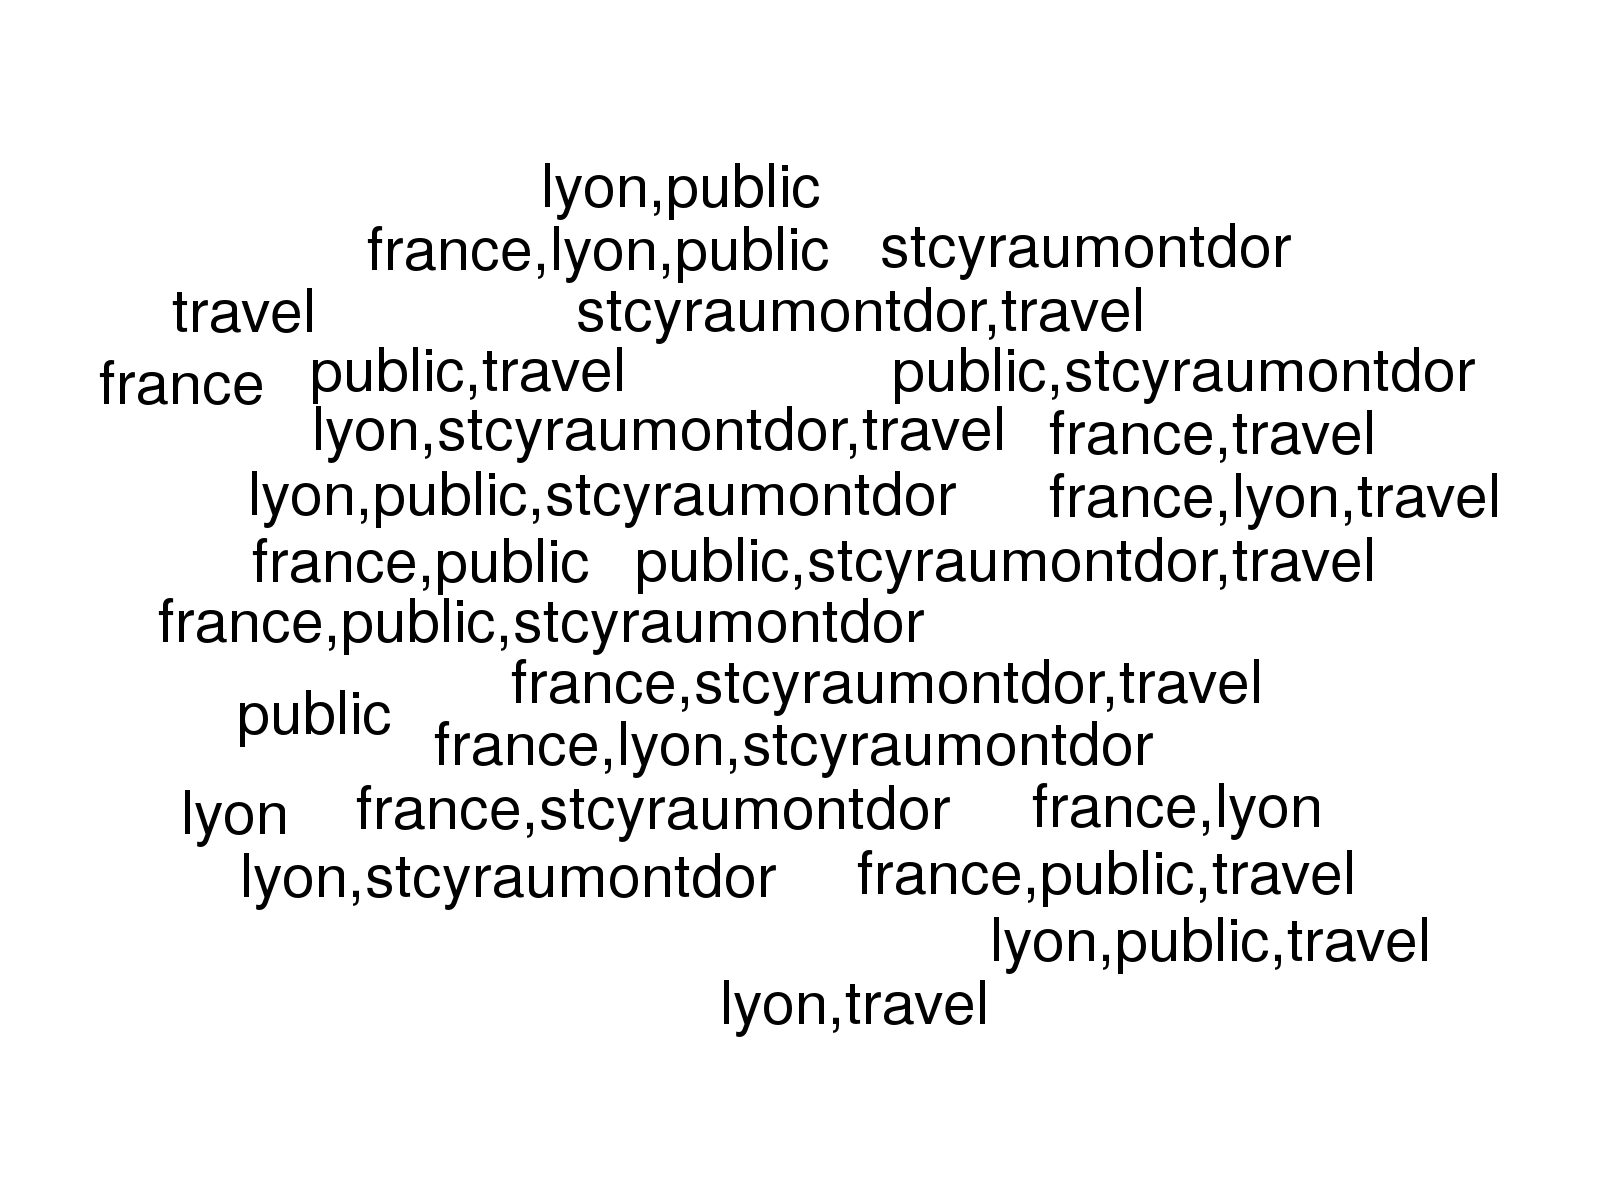 lyon,public
france,lyon,public stcyraumontdor
travel stcyraumontdor,travel
france public,travel public,stcyraumontdor
lyon,stcyraumontdor,travel france,travel
lyon,public,stcyraumontdor france,lyon,travel
france,public public,stcyraumontdor,travel
france,public,stcyraumontdor
france,stcyraumontdor,travel
public
france,lyon,stcyraumontdor
lyon france,stcyraumontdor france,lyon
lyon,stcyraumontdor france,public,travel
lyon,public,travel
lyon,travel